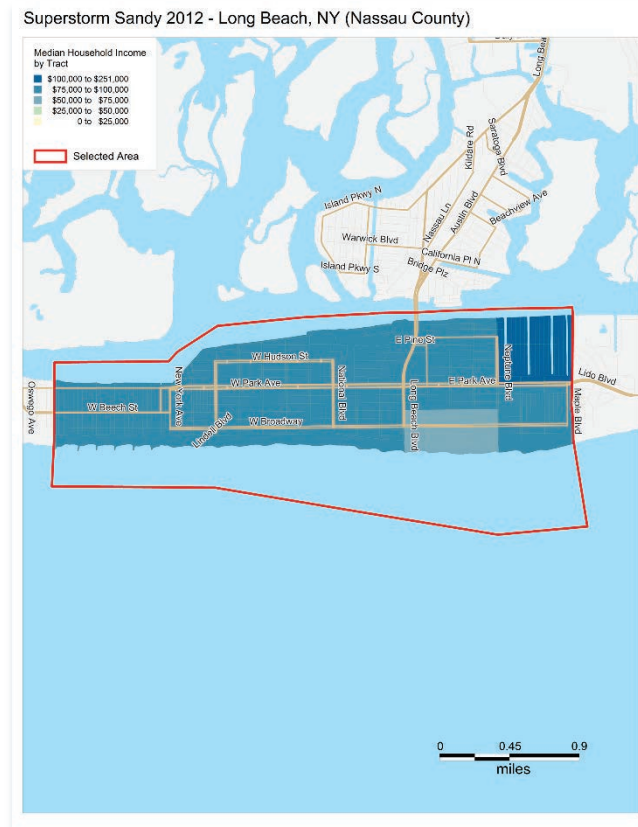 Superstorm Sandy 2012 - Long Beach, NY (Nassau County)
Median Household Income
by Tract
$100,000 to $251,000
$75,000 to $100,000
$50,000 to $75,000
$25,000 to $50,000
0 to $25,000
Selected Area
Long Bea
Kildare Rd
Saratoga Blvd
Island Pkwy N
Nassau Ln
Austin Blvd
Beachview Ave
Warwick Blvd
California Pl N
Island Pkwy S
Bridge Plz
E Pine St
W Hudson St
New York Ave
National Blvd
Long Beach Blvd
Neptune Blvd
W Park Ave
E Park Ave
Lido Blvd
Oswego Ave
W Beech St
Lindell Blvd
W Broadway
Maple Blvd
0 0.45 0.9
miles